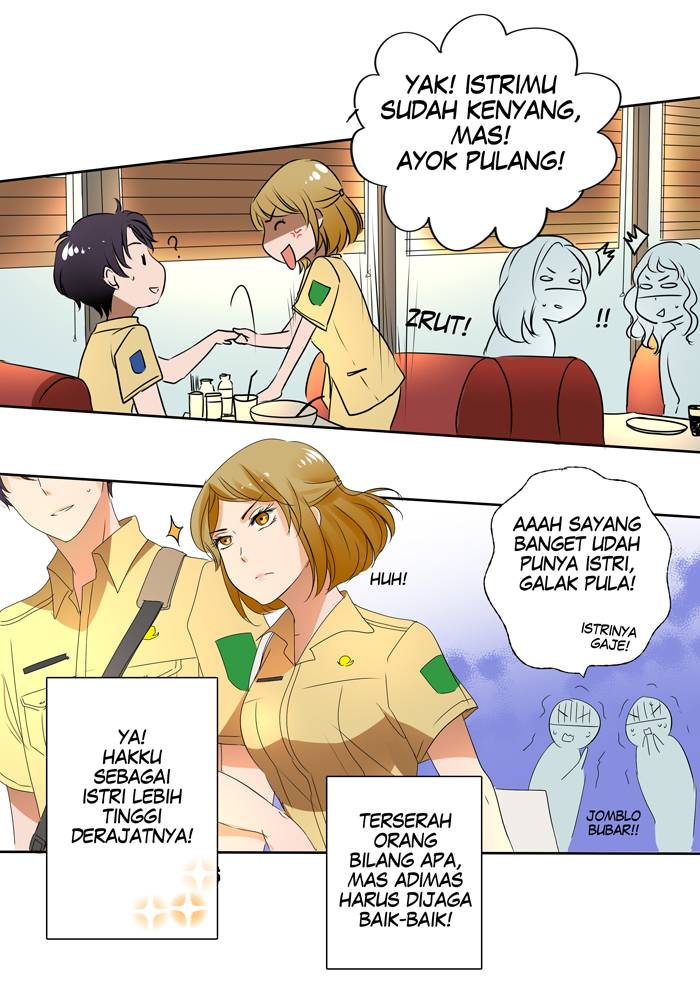 YAK! ISTRIMU
SUDAH KENYANG,
MAS!
AYOK PULANG!
?
ZRUT!
!!
HUH!
AAAH SAYANG
BANGET UDAH
PUNYA ISTRI,
GALAK PULA!
ISTRINYA
GAJE!
YA!
HAKKU
SEBAGAI
ISTRI LEBIH
TINGGI
DERAJATNYA!
TERSERAH
ORANG
BILANG APA,
MAS ADIMAS
HARUS DIJAGA
BAIK-BAIK!
JOMBLO
BUBAR!!